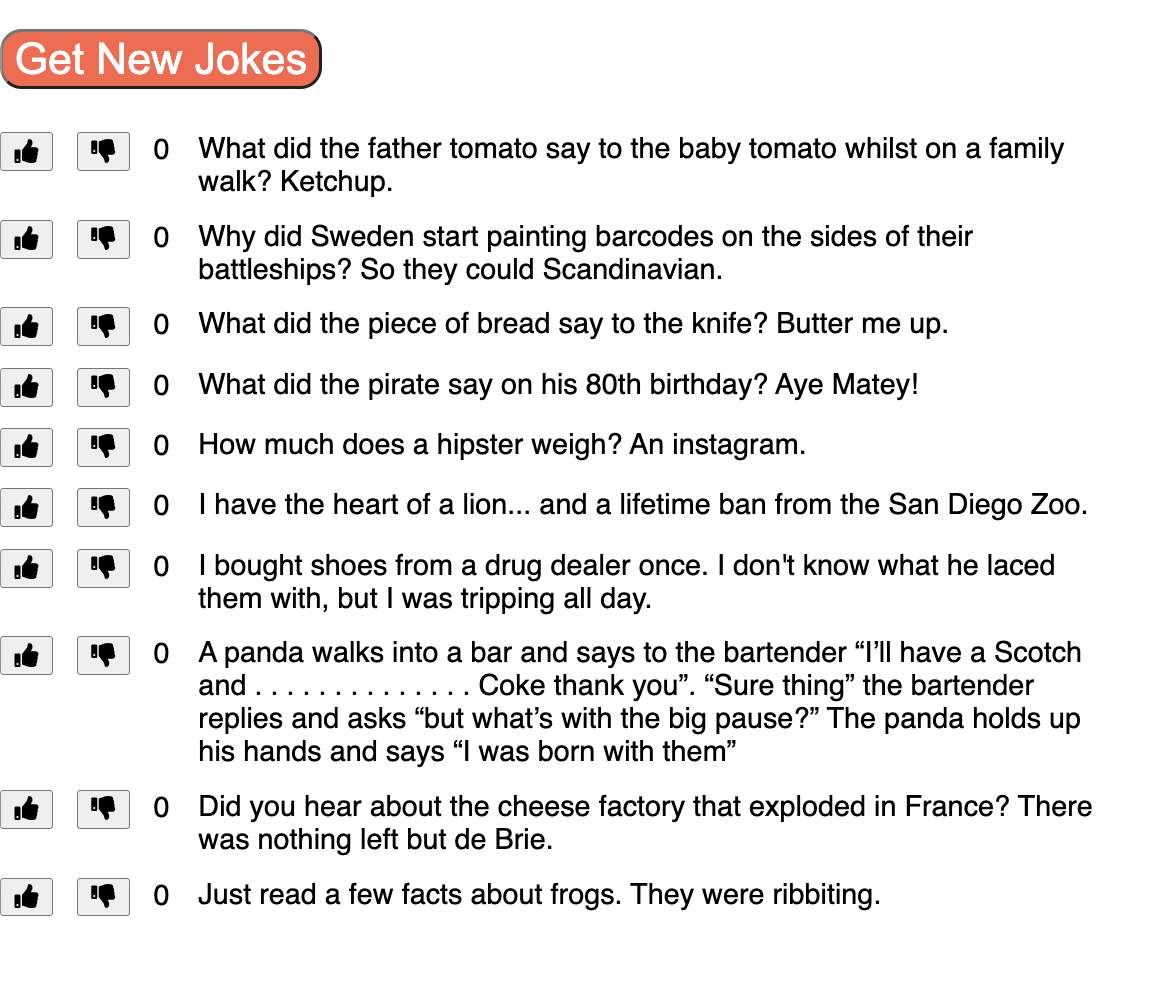 Get New Jokes
0 What did the father tomato say to the baby tomato whilst on a family
walk? Ketchup.
0 Why did Sweden start painting barcodes on the sides of their
battleships? So they could Scandinavian.
0 What did the piece of bread say to the knife? Butter me up.
0 What did the pirate say on his 80th birthday? Aye Matey!
0 How much does a hipster weigh? An instagram.
0 I have the heart of a lion... and a lifetime ban from the San Diego Zoo.
0 I bought shoes from a drug dealer once. I don't know what he laced
them with, but I was tripping all day.
0 A panda walks into a bar and says to the bartender “I’ll have a Scotch
and . . . . . . . . . . . . . . Coke thank you”. “Sure thing” the bartender
replies and asks “but what’s with the big pause?” The panda holds up
his hands and says “I was born with them”
0 Did you hear about the cheese factory that exploded in France? There
was nothing left but de Brie.
0 Just read a few facts about frogs. They were ribbiting.